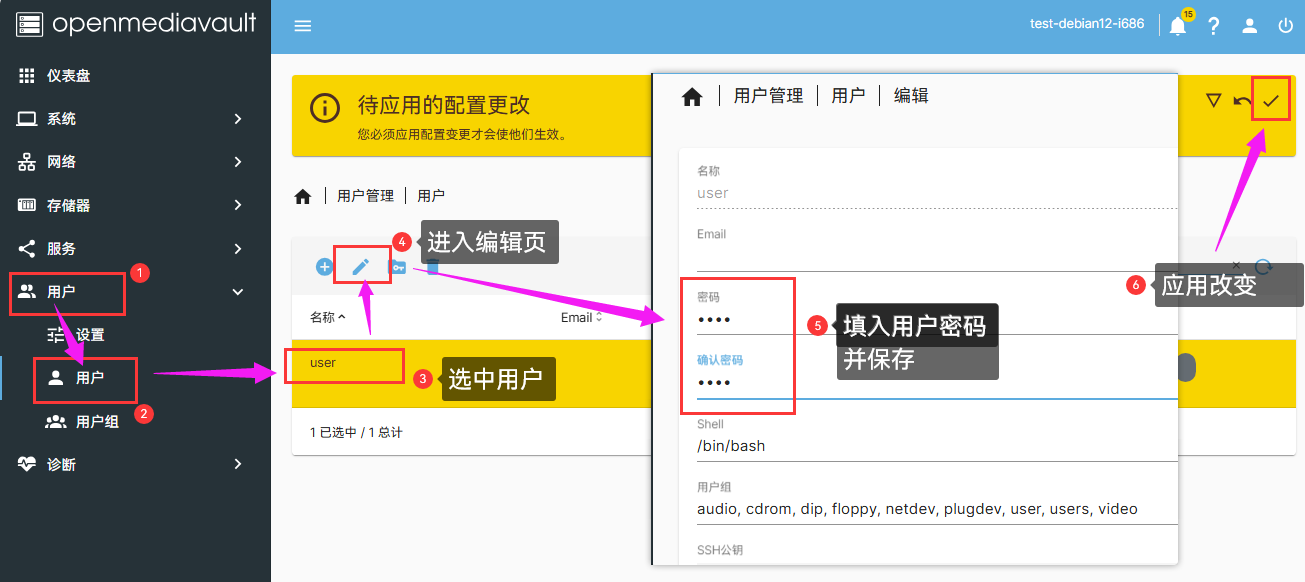 openmediavault
test-debian12-i686
15
仪表盘
系统
网络
存储器
服务
用户
1
设置
用户
2
用户组
诊断
待应用的配置更改
您必须应用配置变更才会使他们生效。
用户管理 | 用户
4
进入编辑页
名称
Email
user
3
选中用户
1 已选中 / 1 总计
用户管理 | 用户 | 编辑
名称
user
Email
密码
••••
确认密码
••••
5
填入用户密码
并保存
Shell
/bin/bash
用户组
audio, cdrom, dip, floppy, netdev, plugdev, user, users, video
SSH公钥
6
应用改变